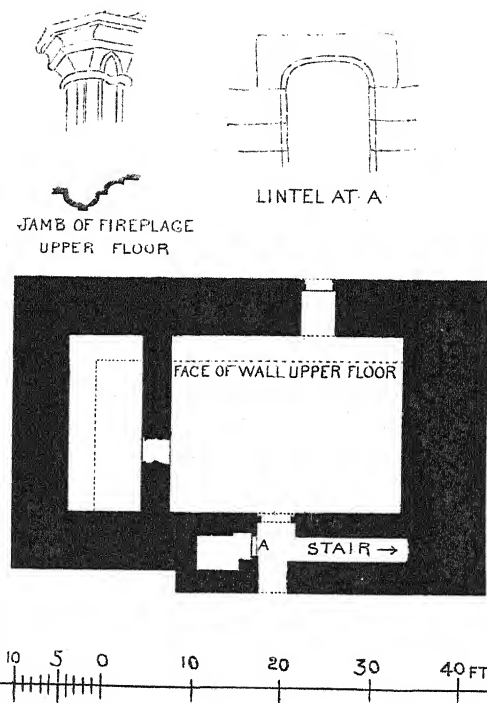 LINTEL AT A
JAMB OF FIREPLAGE
UPPER FLOOR
FACE OF WALL UPPER FLOOR
A
STAIR →
10 5 0 10 20 30 40 FT